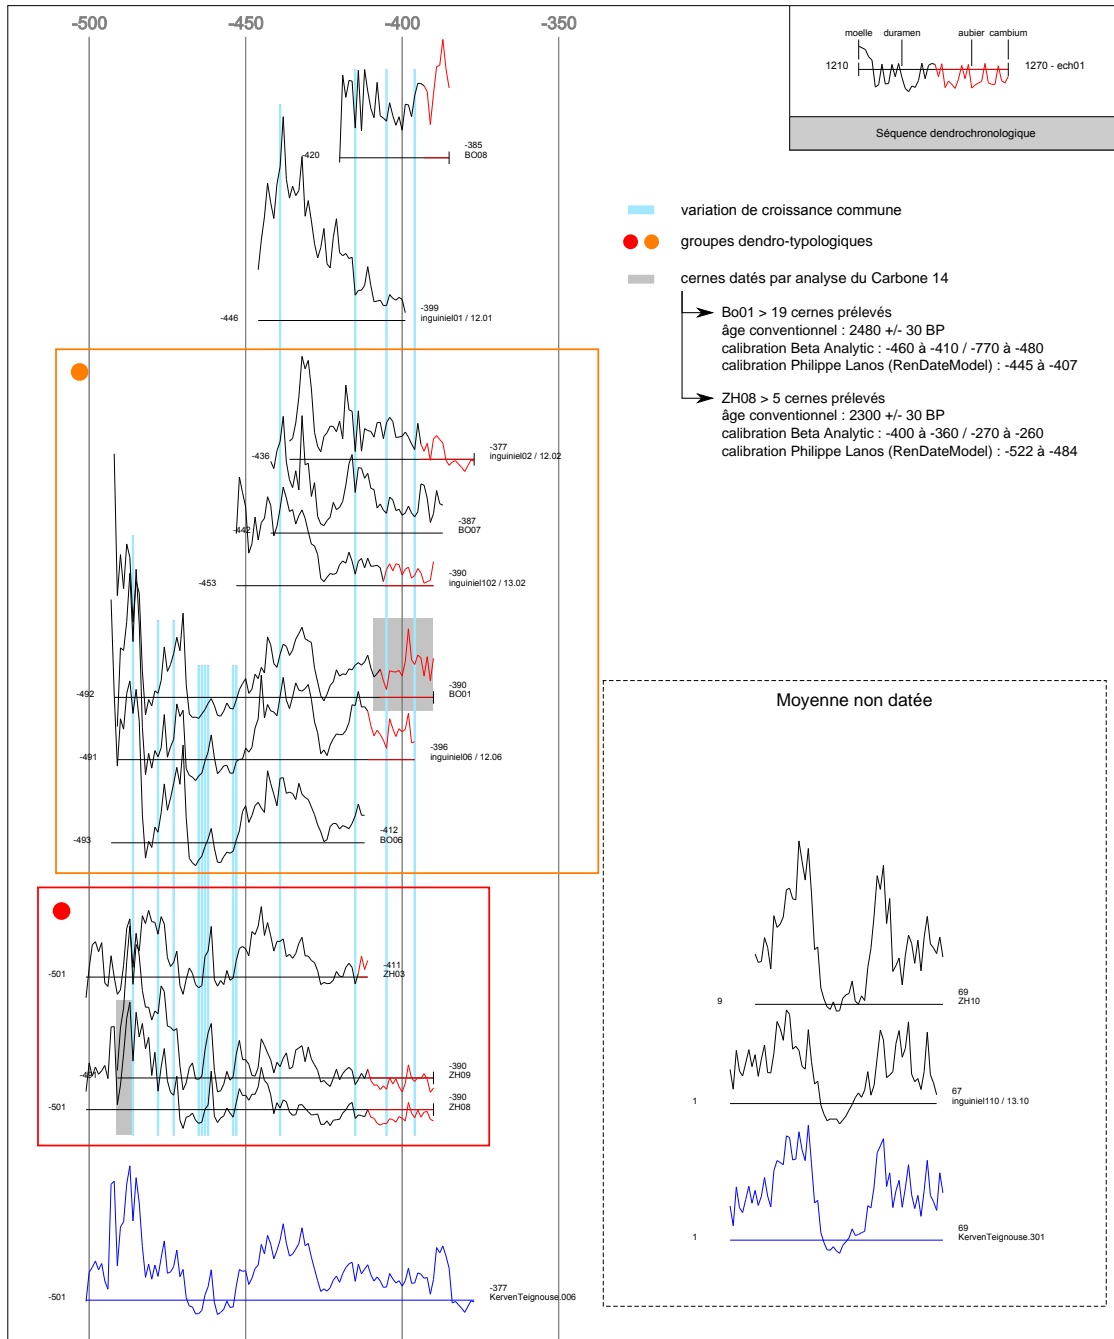 -500
-450
-400
-350
moelle duramen aubier cambium
1210
1270 - ech01
Séquence dendrochronologique
-385
BO08
-420
variation de croissance commune
groupes dendro-typologiques
cernes datés par analyse du Carbone 14
Bo01 > 19 cernes prélevés
âge conventionnel : 2480 +/- 30 BP
calibration Beta Analytic : -460 à -410 / -770 à -480
calibration Philippe Lanos (RenDateModel) : -445 à -407
ZH08 > 5 cernes prélevés
âge conventionnel : 2300 +/- 30 BP
calibration Beta Analytic : -400 à -360 / -270 à -260
calibration Philippe Lanos (RenDateModel) : -522 à -484
-399
inguiniel01 / 12.01
-446
-377
inguiniel02 / 12.02
-436
-387
BO07
-442
-390
inguiniel102 / 13.02
-453
-390
BO01
-492
-396
inguiniel06 / 12.06
-491
-412
BO06
-493
-411
ZH03
-501
-390
ZH09
-491
-390
ZH08
-501
-377
KervenTeignouse.006
-501
Moyenne non datée
9
69
ZH10
1
67
inguiniel110 / 13.10
1
69
KervenTeignouse.301